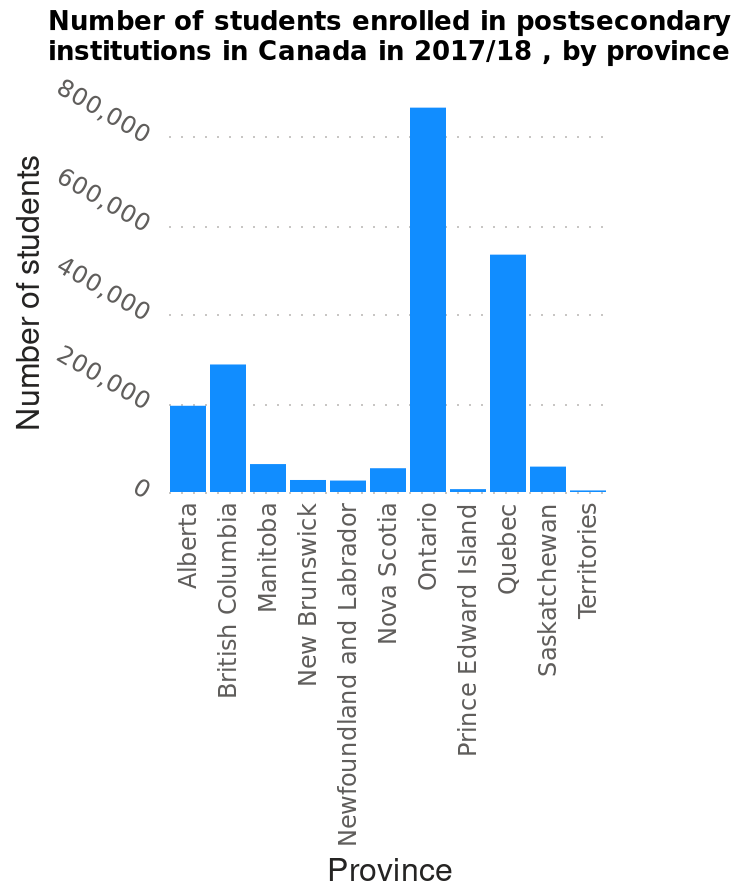 Number of students enrolled in postsecondary
institutions in Canada in 2017/18 , by province
Number of students
800,000
600,000
400,000
200,000
0
Alberta
British Columbia
Manitoba
New Brunswick
Newfoundland and Labrador
Nova Scotia
Ontario
Prince Edward Island
Quebec
Saskatchewan
Territories
Province